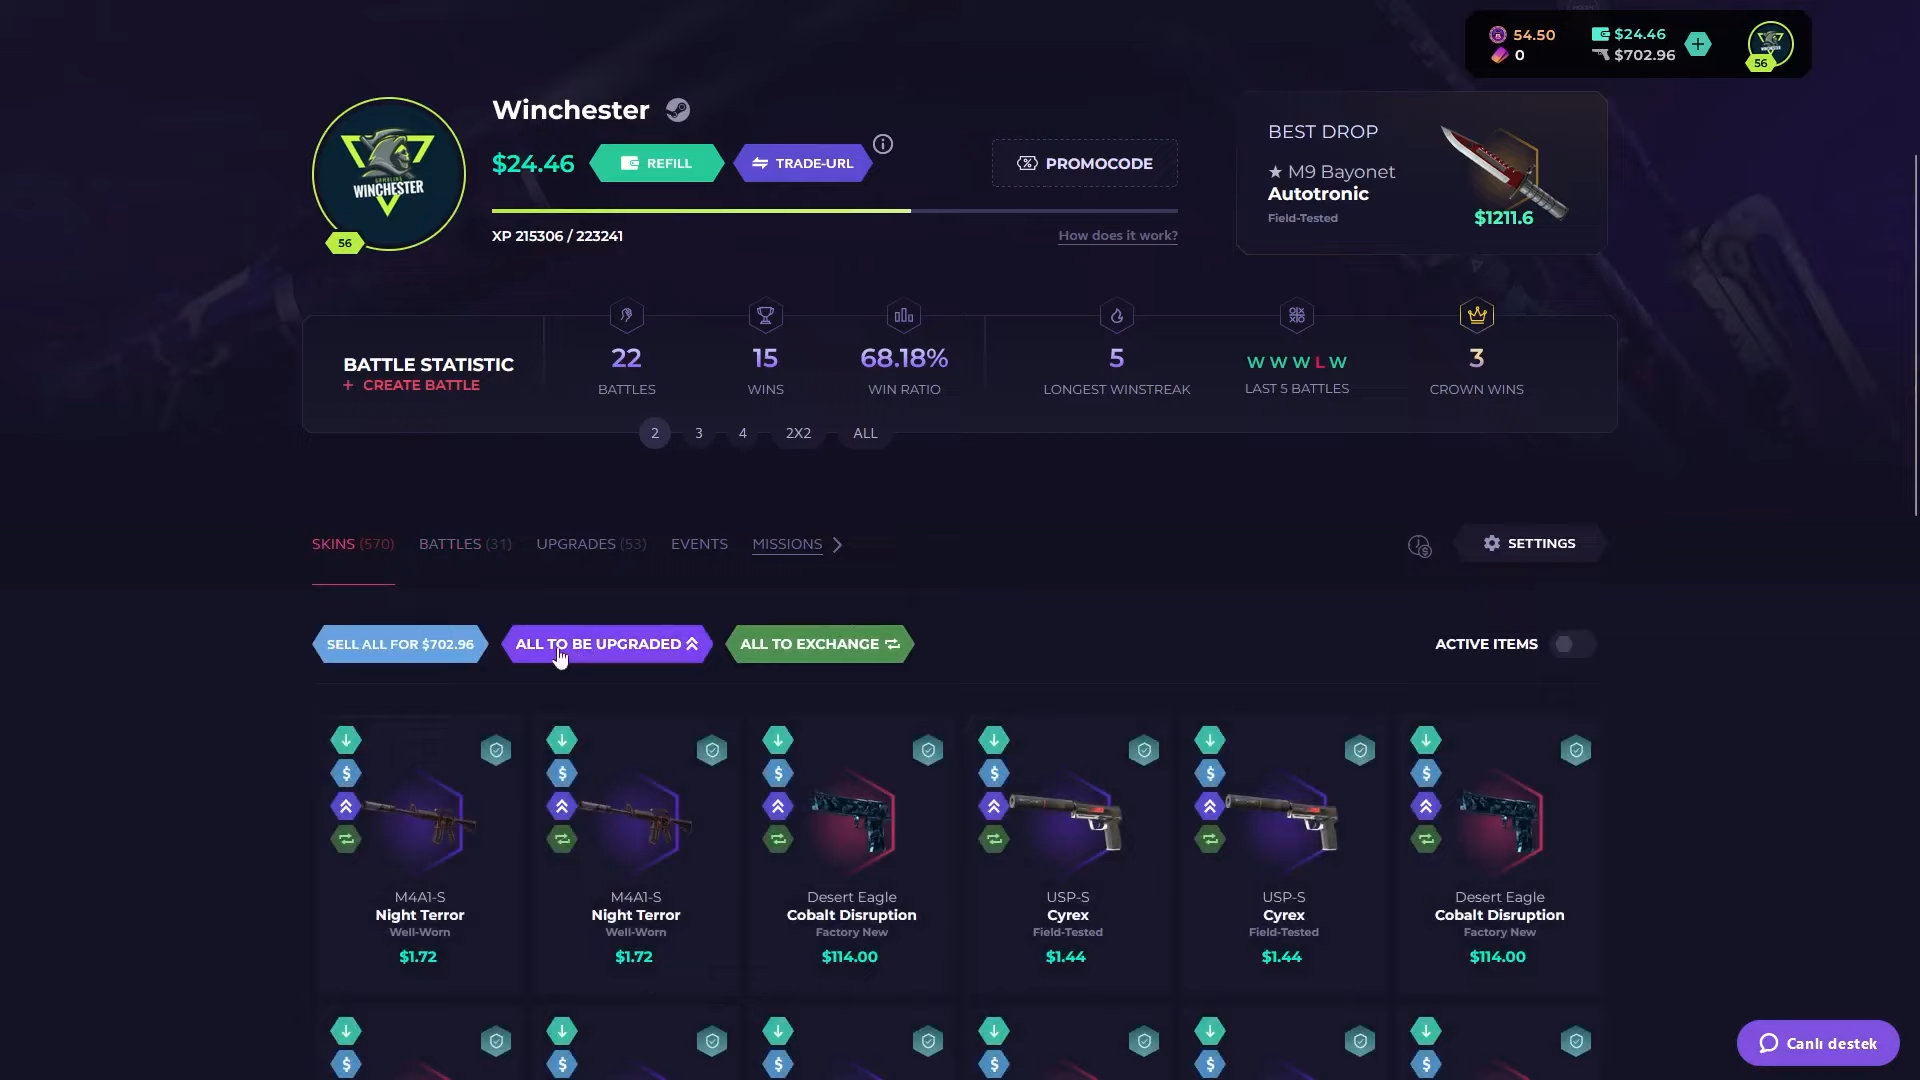 54.50
$24.46
0
$702.96
56
Winchester
$24.46
REFILL
TRADE-URL
PROMOCODE
XP 215306 / 223241
How does it work?
GAMBLING
WINCHESTER
56
BEST DROP
★ M9 Bayonet
Autotronic
Field-Tested
$1211.6
BATTLE STATISTIC
+ CREATE BATTLE
22
BATTLES
15
WINS
68.18%
WIN RATIO
5
LONGEST WINSTREAK
W W W L W
LAST 5 BATTLES
3
CROWN WINS
2 3 4 2X2 ALL
SKINS (570) BATTLES (31) UPGRADES (53) EVENTS MISSIONS
SETTINGS
SELL ALL FOR $702.96
ALL TO BE UPGRADED
ALL TO EXCHANGE
ACTIVE ITEMS
M4A1-S
Night Terror
Well-Worn
$1.72
M4A1-S
Night Terror
Well-Worn
$1.72
Desert Eagle
Cobalt Disruption
Factory New
$114.00
USP-S
Cyrex
Field-Tested
$1.44
USP-S
Cyrex
Field-Tested
$1.44
Desert Eagle
Cobalt Disruption
Factory New
$114.00
Canlı destek